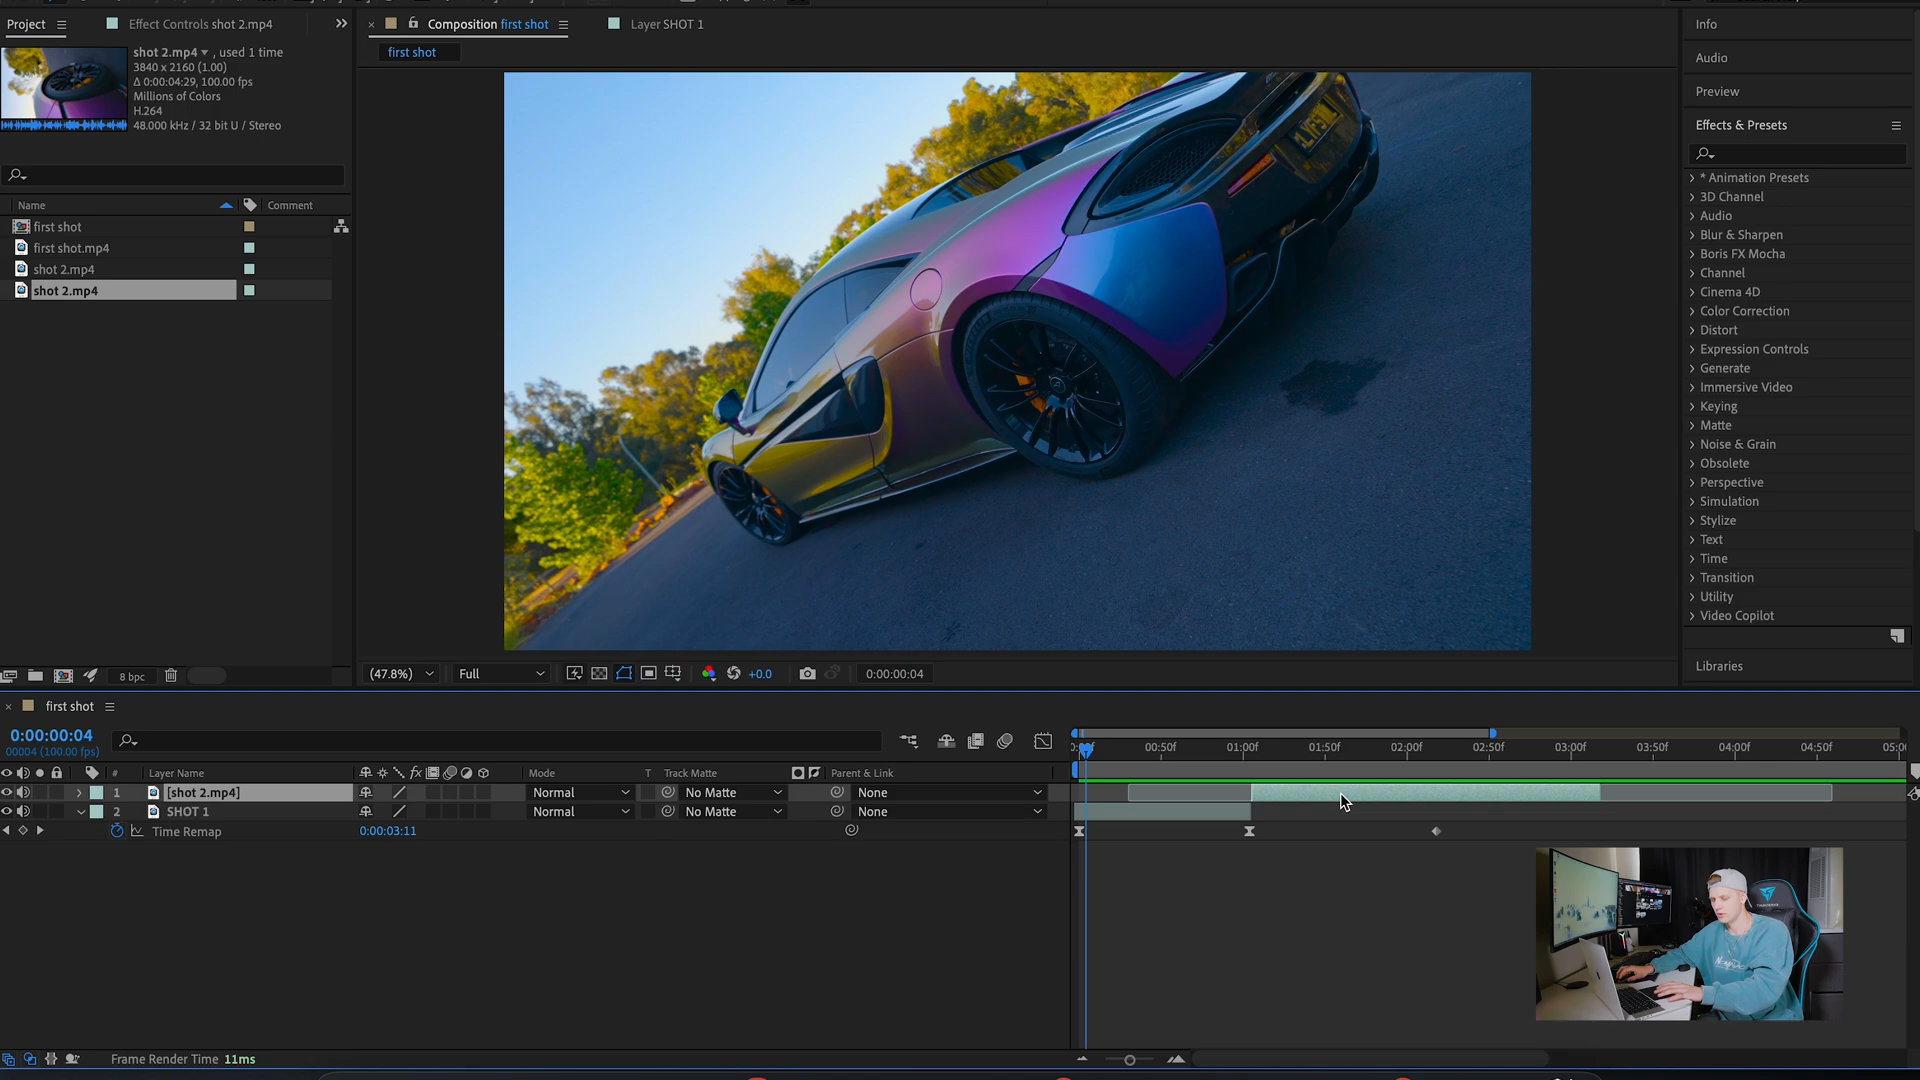 Project
Effect Controls shot 2.mp4
Composition first shot
Layer SHOT 1
Info
shot 2.mp4 , used 1 time
3840 x 2160 (1.00)
Δ 0:00:04:29, 100.00 fps
Millions of Colors
H.264
48.000 kHz / 32 bit U / Stereo
first shot
Audio
Preview
Effects & Presets
Name
Comment
first shot
first shot.mp4
shot 2.mp4
shot 2.mp4
* Animation Presets
3D Channel
Audio
Blur & Sharpen
Boris FX Mocha
Channel
Cinema 4D
Color Correction
Distort
Expression Controls
Generate
Immersive Video
Keying
Matte
Noise & Grain
Obsolete
Perspective
Simulation
Stylize
Text
Time
Transition
Utility
Video Copilot
Libraries
8 bpc
(47.8%)
Full
+0.0
0:00:00:04
first shot
0:00:00:04
00004 (100.00 fps)
00:50f 01:00f 01:50f 02:00f 02:50f 03:00f 03:50f 04:00f 04:50f 05:0
# Layer Name Mode T Track Matte Parent & Link
1 [shot 2.mp4] Normal No Matte None
2 SHOT 1 Normal No Matte None
Time Remap 0:00:03:11
Frame Render Time 11ms